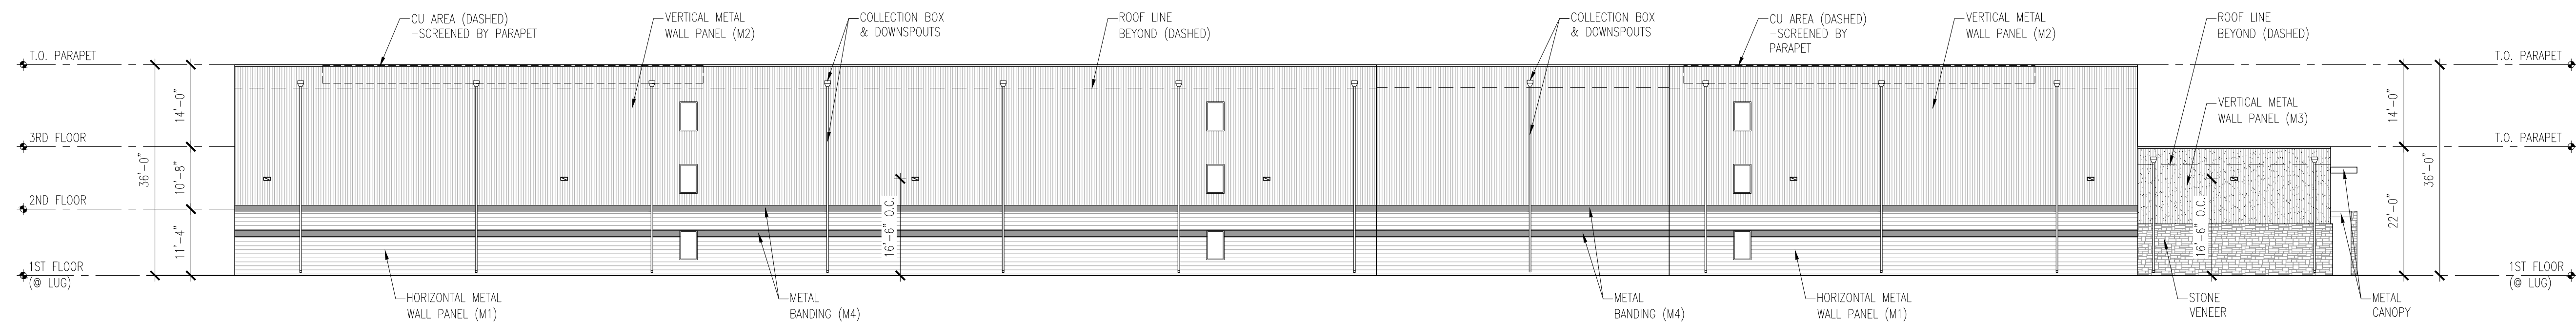 CU AREA (DASHED)
-SCREENED BY PARAPET
VERTICAL METAL
WALL PANEL (M2)
COLLECTION BOX
& DOWNSPOUTS
ROOF LINE
BEYOND (DASHED)
COLLECTION BOX
& DOWNSPOUTS
CU AREA (DASHED)
-SCREENED BY
PARAPET
VERTICAL METAL
WALL PANEL (M2)
ROOF LINE
BEYOND (DASHED)
T.O. PARAPET
T.O. PARAPET
14'-0"
14'-0"
VERTICAL METAL
WALL PANEL (M3)
3RD FLOOR
T.O. PARAPET
36'-0"
10'-8"
36'-0"
2ND FLOOR
16'-6" O.C.
16'-6" O.C.
22'-0"
11'-4"
1ST FLOOR
(@ LUG)
1ST FLOOR
(@ LUG)
HORIZONTAL METAL
WALL PANEL (M1)
METAL
BANDING (M4)
METAL
BANDING (M4)
HORIZONTAL METAL
WALL PANEL (M1)
STONE
VENEER
METAL
CANOPY